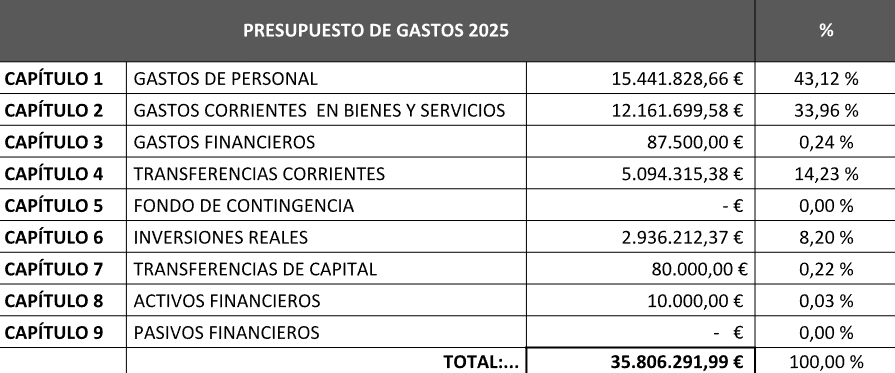 PRESUPUESTO DE GASTOS 2025 %
CAPÍTULO 1 GASTOS DE PERSONAL 15.441.828,66 € 43,12 %
CAPÍTULO 2 GASTOS CORRIENTES EN BIENES Y SERVICIOS 12.161.699,58 € 33,96 %
CAPÍTULO 3 GASTOS FINANCIEROS 87.500,00 € 0,24 %
CAPÍTULO 4 TRANSFERENCIAS CORRIENTES 5.094.315,38 € 14,23 %
CAPÍTULO 5 FONDO DE CONTINGENCIA - € 0,00 %
CAPÍTULO 6 INVERSIONES REALES 2.936.212,37 € 8,20 %
CAPÍTULO 7 TRANSFERENCIAS DE CAPITAL 80.000,00 € 0,22 %
CAPÍTULO 8 ACTIVOS FINANCIEROS 10.000,00 € 0,03 %
CAPÍTULO 9 PASIVOS FINANCIEROS - € 0,00 %
TOTAL:... 35.806.291,99 € 100,00 %